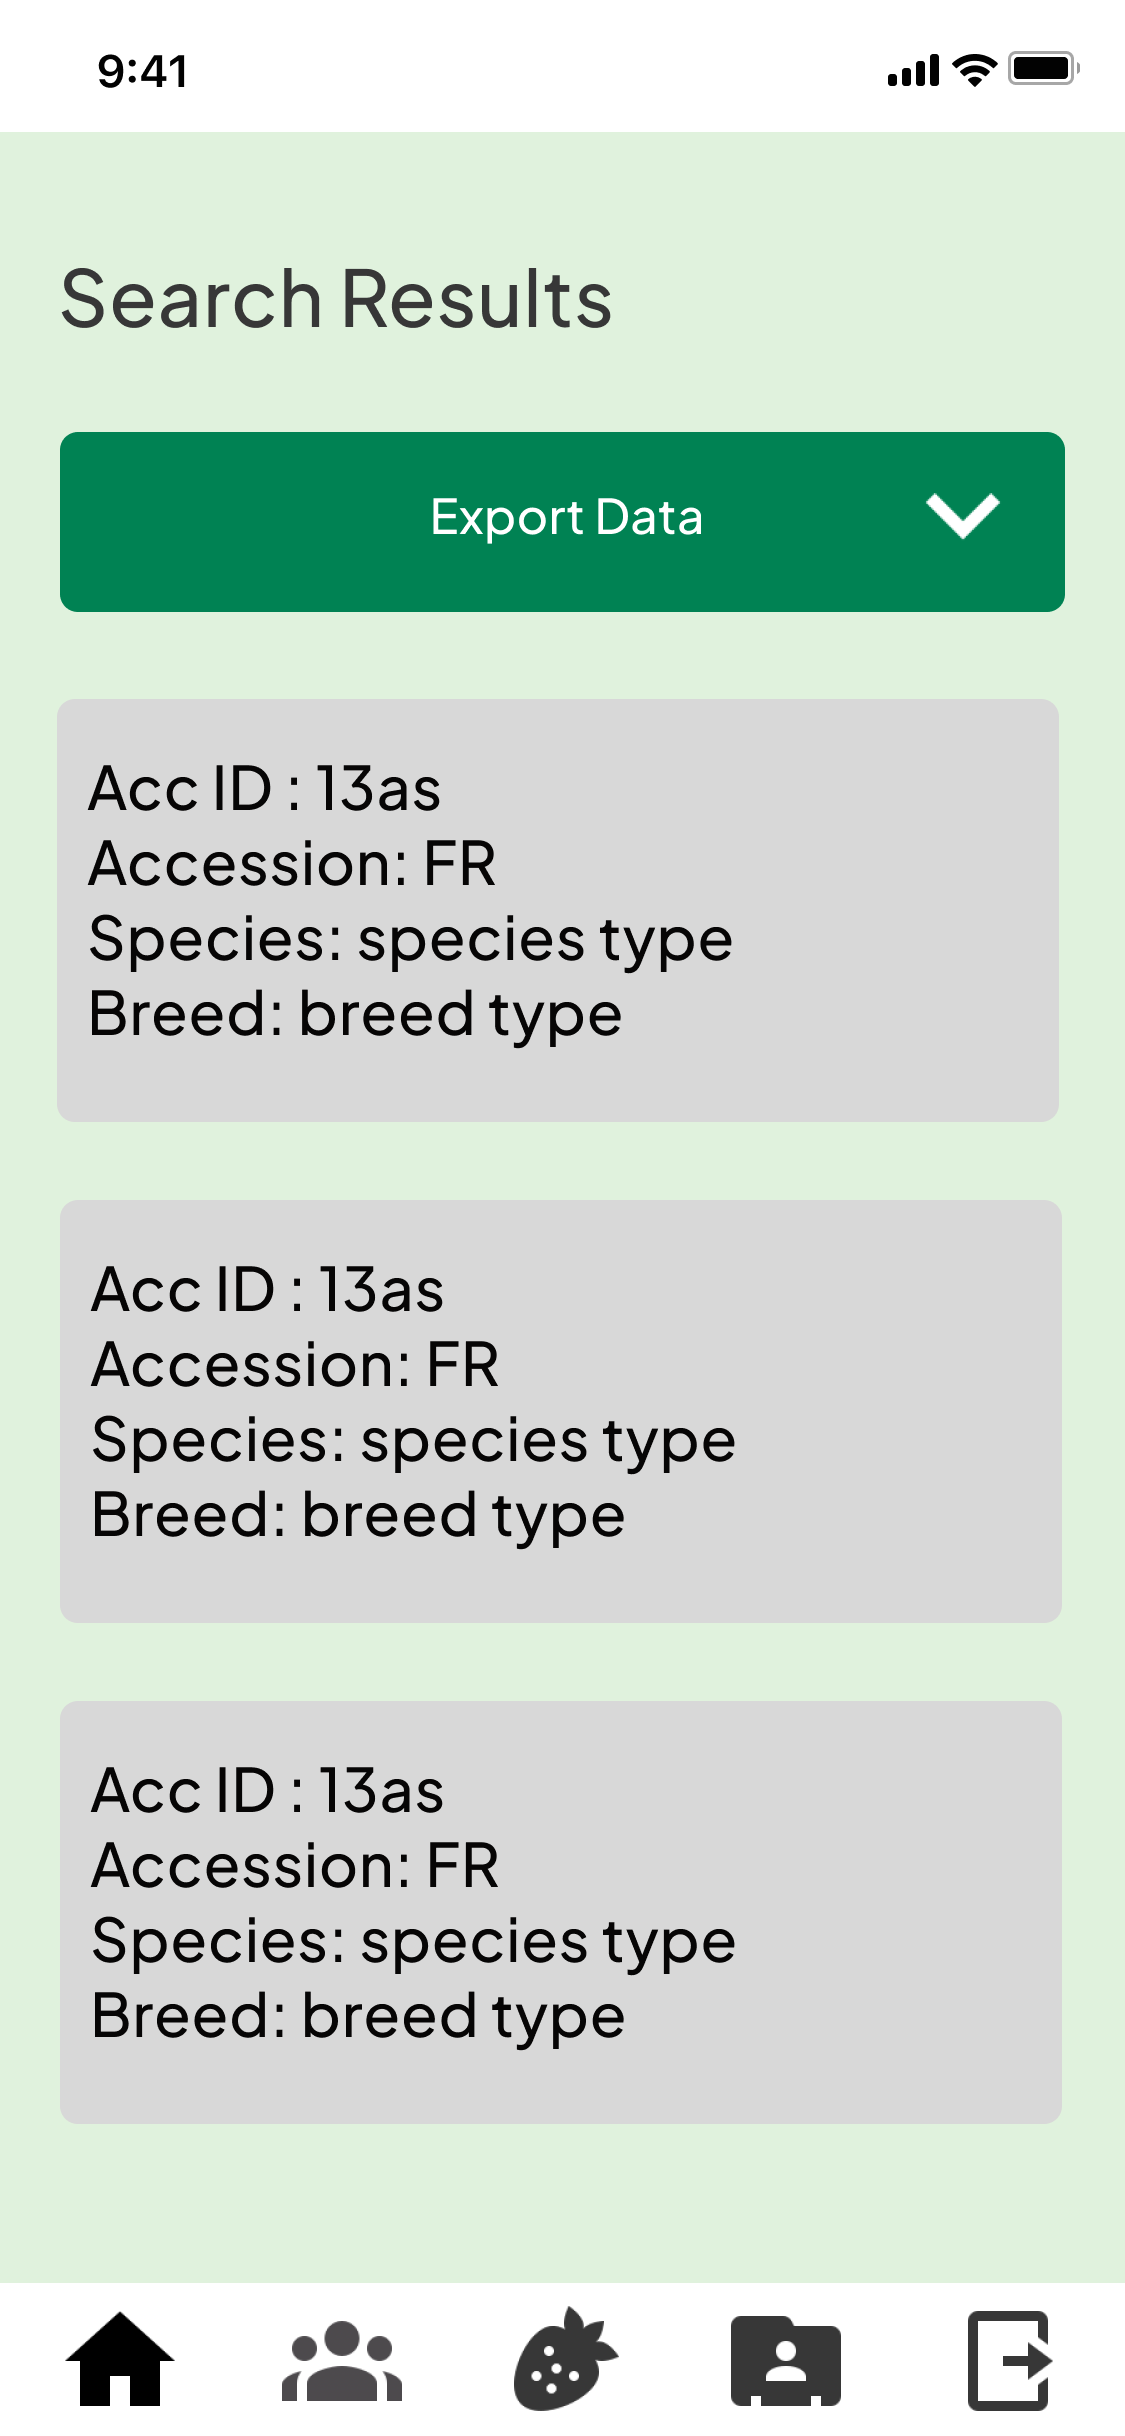 9:41
Search Results
Export Data
Acc ID : 13as
Accession: FR
Species: species type
Breed: breed type
Acc ID : 13as
Accession: FR
Species: species type
Breed: breed type
Acc ID : 13as
Accession: FR
Species: species type
Breed: breed type